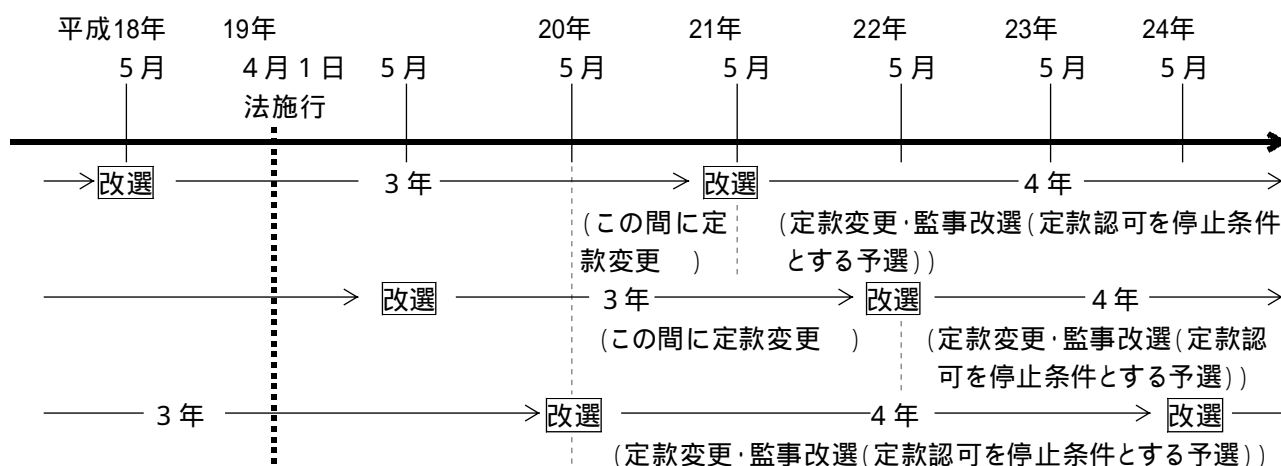 平成18年 19年 20年 21年 22年 23年 24年
5月 4月1日 5月 5月 5月 5月 5月 5月
法施行
改選 3年 改選 4年
(この間に定 (定款変更・監事改選(定款認可を停止条件
款変更 ) とする予選))
改選 3年 改選 4年
(この間に定款変更 ) (定款変更・監事改選(定款認
可を停止条件とする予選))
3年 改選 4年 改選
(定款変更・監事改選(定款認可を停止条件とする予選))